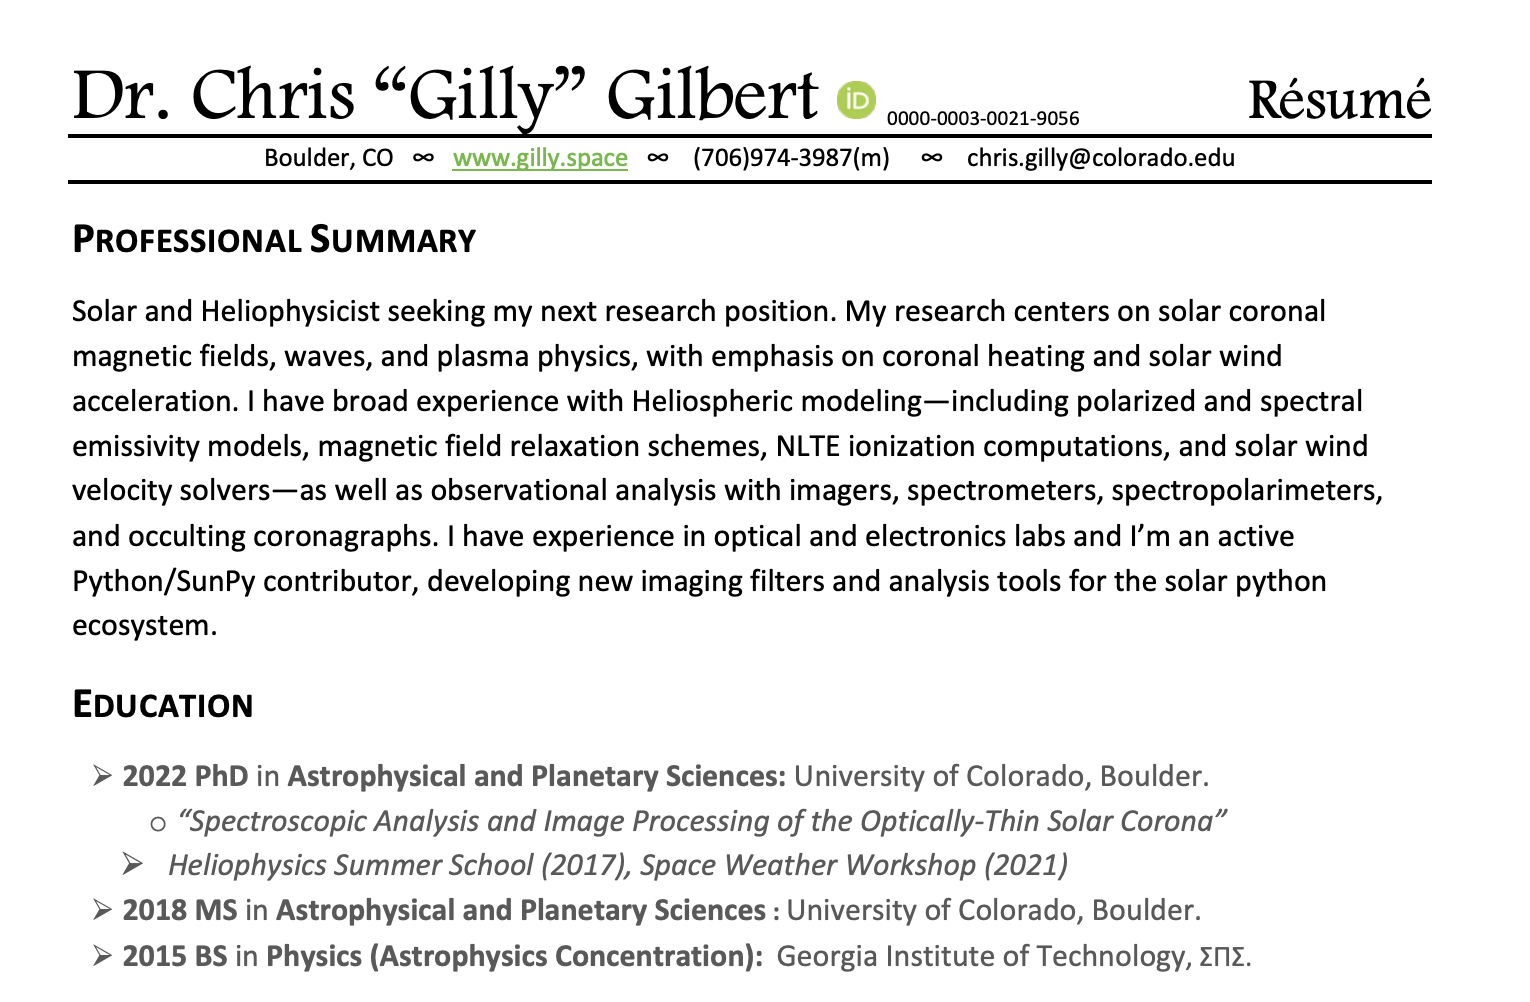 Dr. Chris “Gilly” Gilbert iD 0000-0003-0021-9056 Résumé
Boulder, CO ∞ www.gilly.space ∞ (706)974-3987(m) ∞ chris.gilly@colorado.edu
PROFESSIONAL SUMMARY
Solar and Heliophysicist seeking my next research position. My research centers on solar coronal
magnetic fields, waves, and plasma physics, with emphasis on coronal heating and solar wind
acceleration. I have broad experience with Heliospheric modeling—including polarized and spectral
emissivity models, magnetic field relaxation schemes, NLTE ionization computations, and solar wind
velocity solvers—as well as observational analysis with imagers, spectrometers, spectropolarimeters,
and occulting coronagraphs. I have experience in optical and electronics labs and I’m an active
Python/SunPy contributor, developing new imaging filters and analysis tools for the solar python
ecosystem.
EDUCATION
➢ 2022 PhD in Astrophysical and Planetary Sciences: University of Colorado, Boulder.
○ “Spectroscopic Analysis and Image Processing of the Optically-Thin Solar Corona”
➢ Heliophysics Summer School (2017), Space Weather Workshop (2021)
➢ 2018 MS in Astrophysical and Planetary Sciences : University of Colorado, Boulder.
➢ 2015 BS in Physics (Astrophysics Concentration): Georgia Institute of Technology, ΣΠΣ.